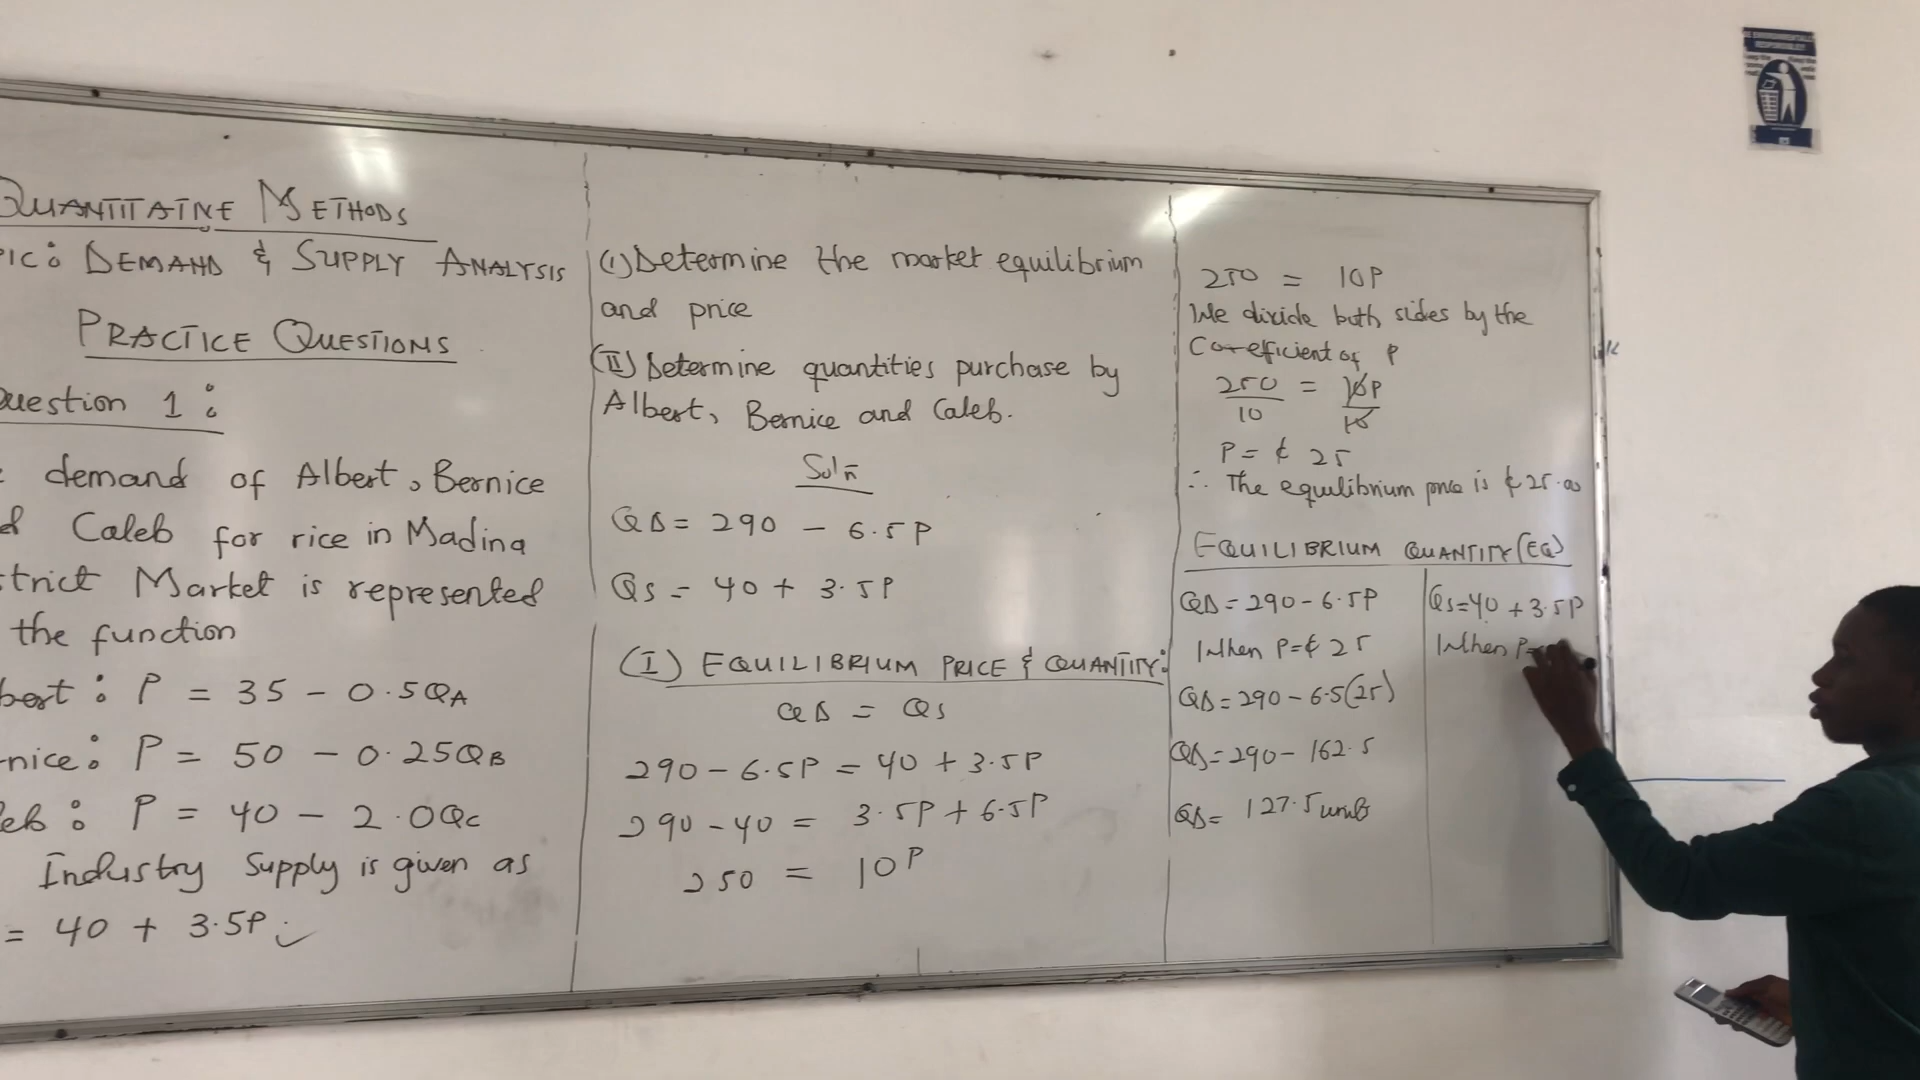 QUANTITATIVE METHODS
PIC: DEMAND & SUPPLY ANALYSIS
PRACTICE QUESTIONS
Question 1:
demand of Albert, Bernice
d Caleb for rice in Madina
strict Market is represented
the function
bert: P = 35 - 0.5QA
rnice: P = 50 - 0.25QB
leb: P = 40 - 2.0QC
Industry Supply is given as
= 40 + 3.5P.
(I) Determine the market equilibrium
and price
(II) Determine quantities purchase by
Albert, Bernice and Caleb.
Soln
QD = 290 - 6.5P
QS = 40 + 3.5P
(I) EQUILIBRIUM PRICE & QUANTITY:
QD = QS
290 - 6.5P = 40 + 3.5P
290 - 40 = 3.5P + 6.5P
250 = 10P
250 = 10P
We divide both sides by the
Co-efficient of P
250/10 = 10P/10
P = ₵ 25
∴ The equilibrium price is ₵ 25.00
EQUILIBRIUM QUANTITY (EQ)
QD = 290 - 6.5P
When P = ₵ 25
QD = 290 - 6.5(25)
QD = 290 - 162.5
QD = 127.5 units
QS = 40 + 3.5P
When P =